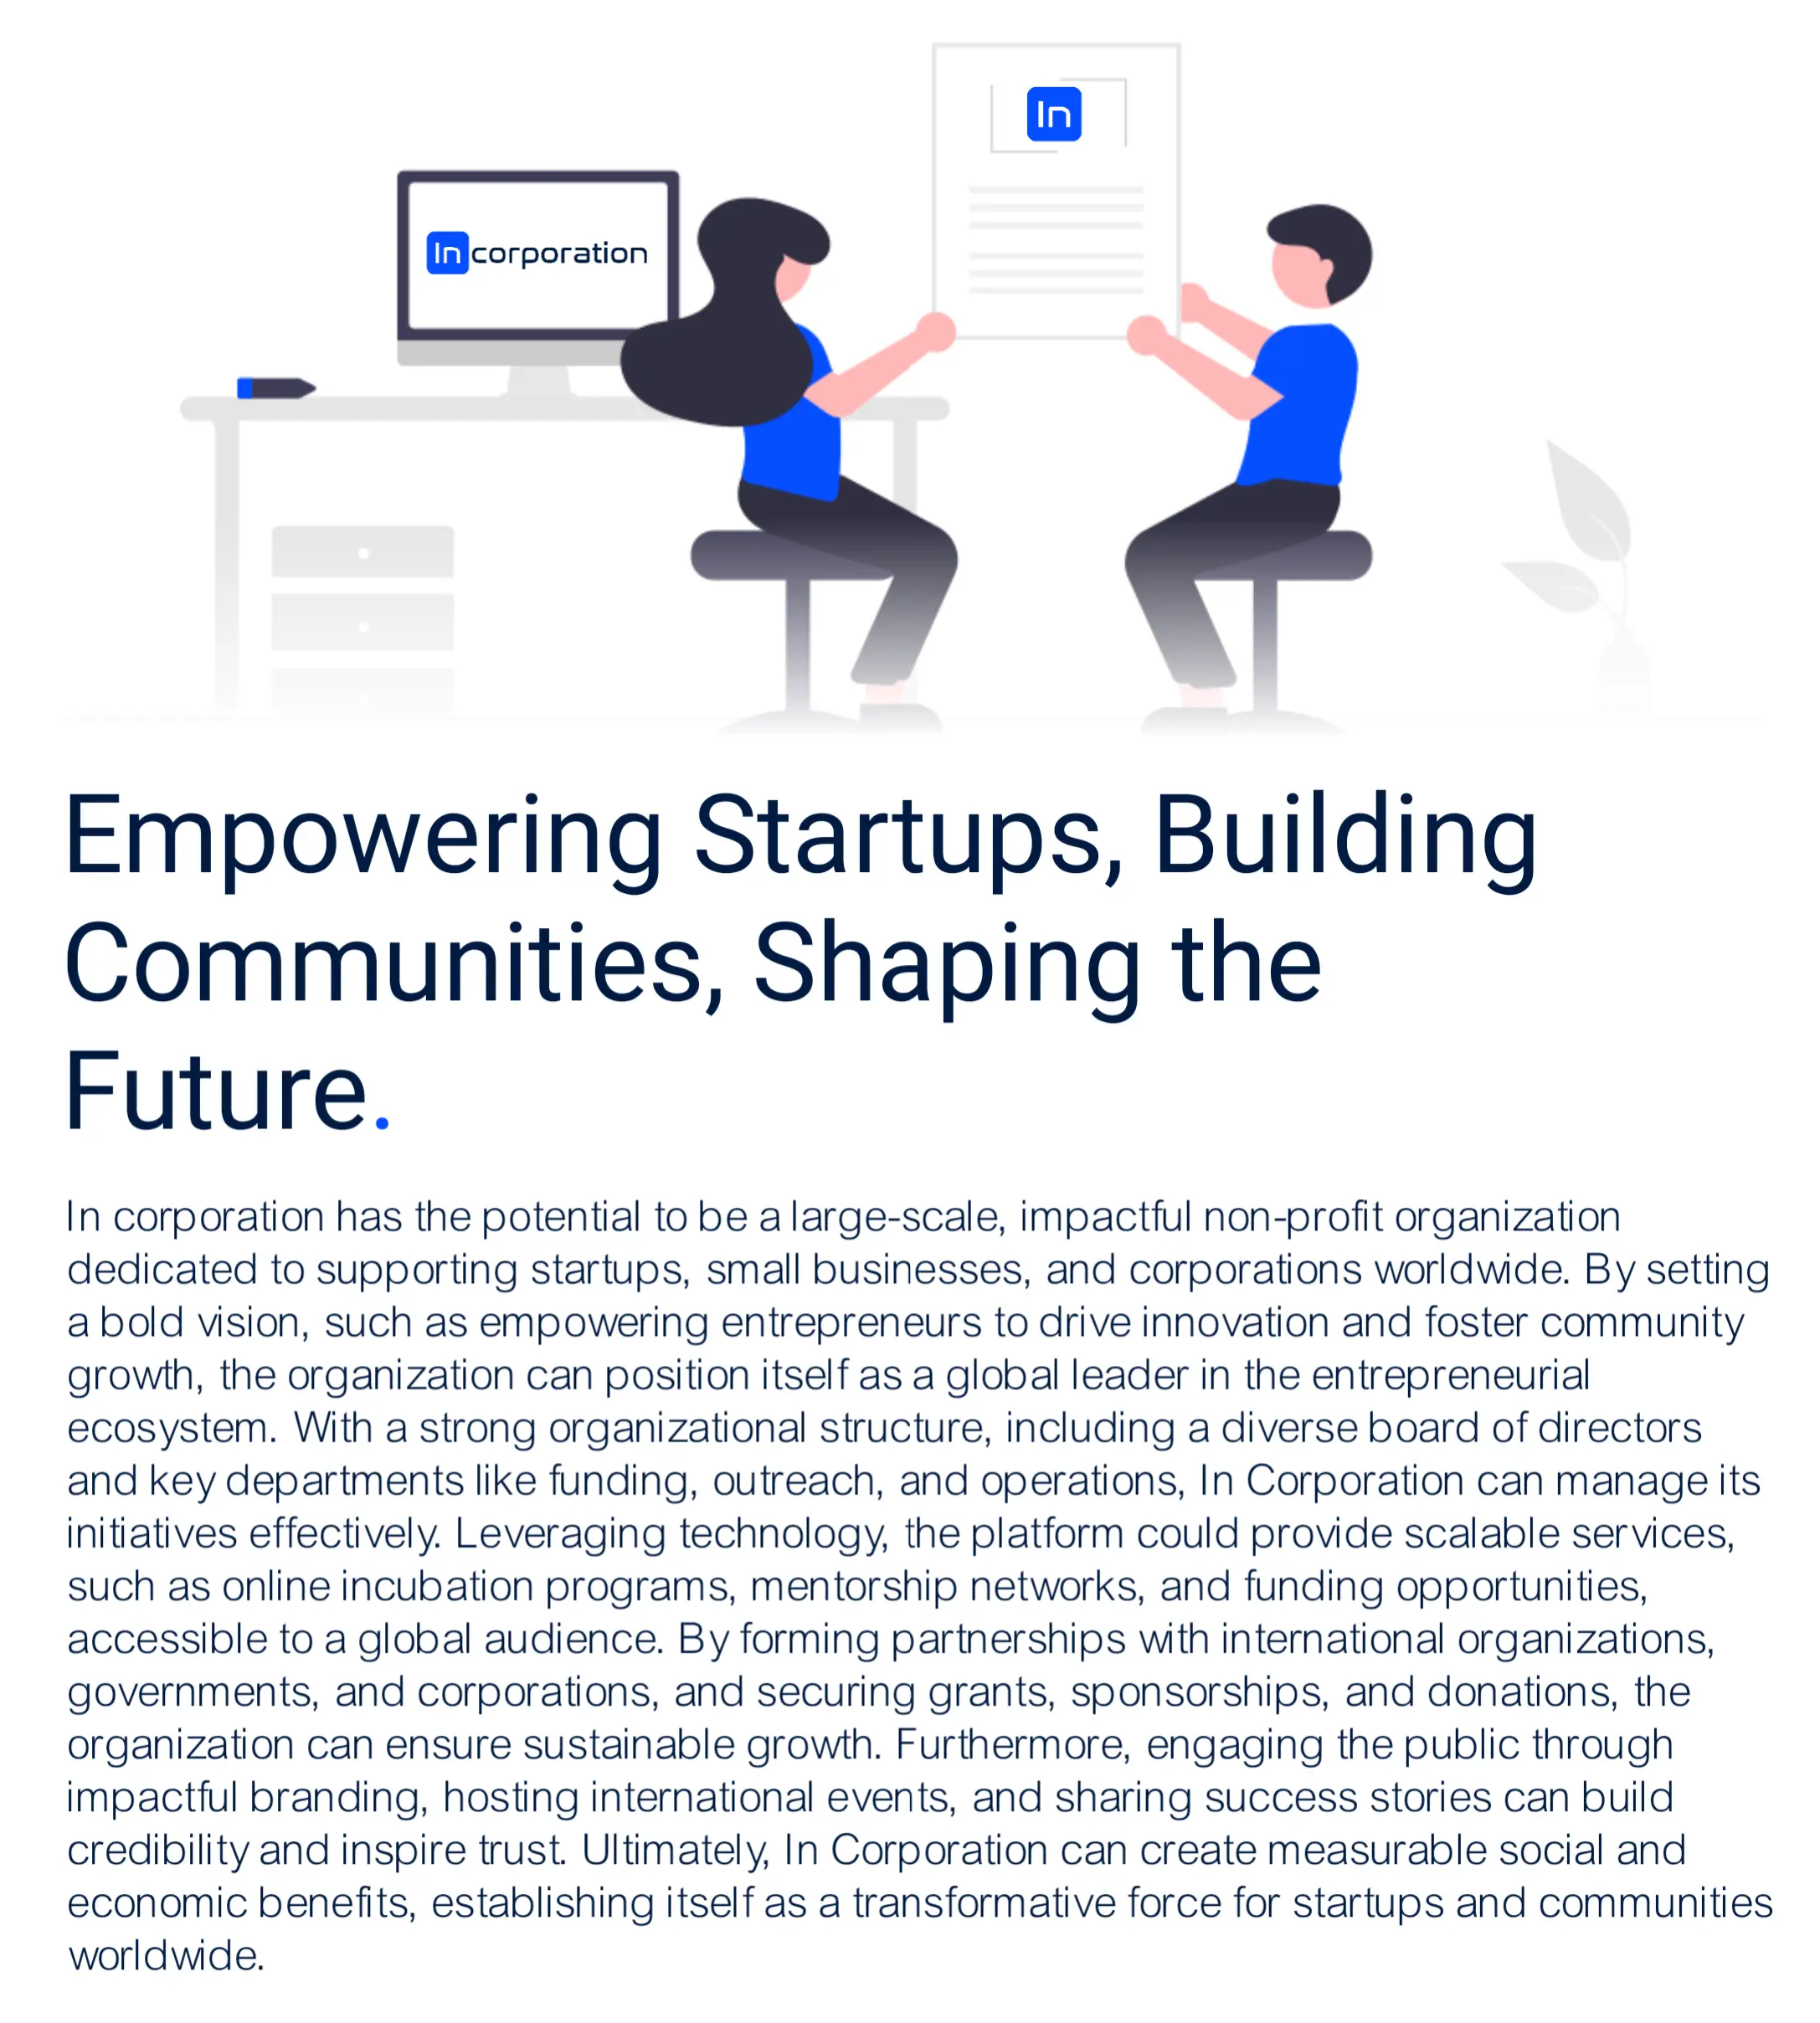 In
Incorporation
Empowering Startups, Building
Communities, Shaping the
Future.
In corporation has the potential to be a large-scale, impactful non-profit organization
dedicated to supporting startups, small businesses, and corporations worldwide. By setting
a bold vision, such as empowering entrepreneurs to drive innovation and foster community
growth, the organization can position itself as a global leader in the entrepreneurial
ecosystem. With a strong organizational structure, including a diverse board of directors
and key departments like funding, outreach, and operations, In Corporation can manage its
initiatives effectively. Leveraging technology, the platform could provide scalable services,
such as online incubation programs, mentorship networks, and funding opportunities,
accessible to a global audience. By forming partnerships with international organizations,
governments, and corporations, and securing grants, sponsorships, and donations, the
organization can ensure sustainable growth. Furthermore, engaging the public through
impactful branding, hosting international events, and sharing success stories can build
credibility and inspire trust. Ultimately, In Corporation can create measurable social and
economic benefits, establishing itself as a transformative force for startups and communities
worldwide.